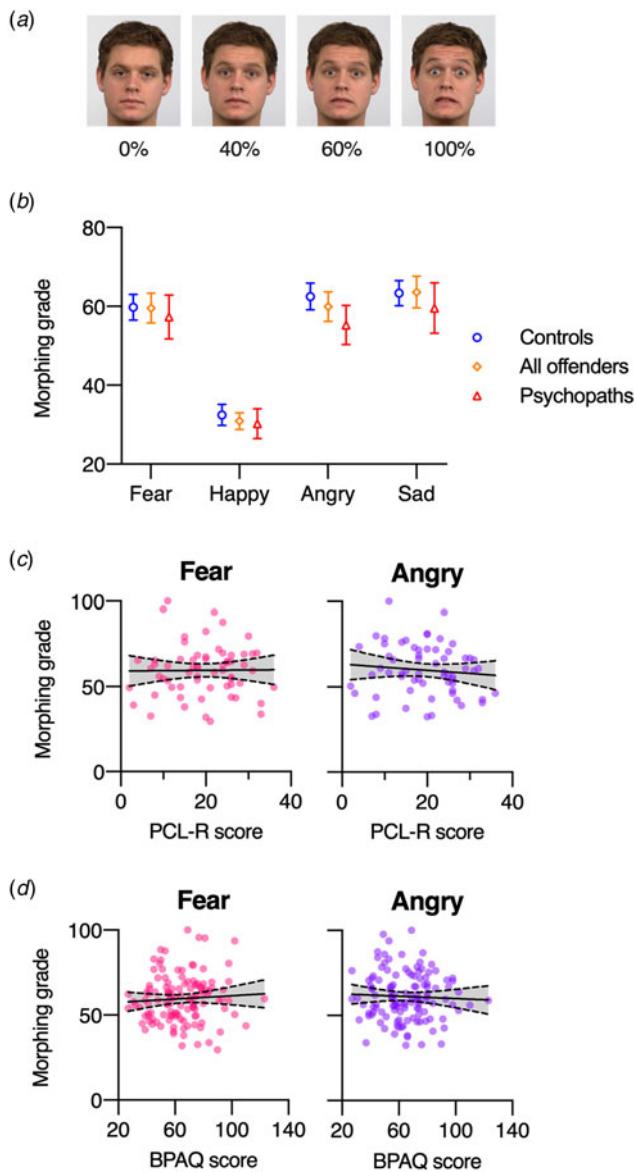 (a)
0% 40% 60% 100%
(b)
80
60
40
20
Morphing grade
Fear Happy Angry Sad
Controls
All offenders
Psychopaths
(c)
Fear Angry
100
50
0
Morphing grade
0 20 40 0 20 40
PCL-R score PCL-R score
(d)
Fear Angry
100
50
0
Morphing grade
20 60 100 140 20 60 100 140
BPAQ score BPAQ score